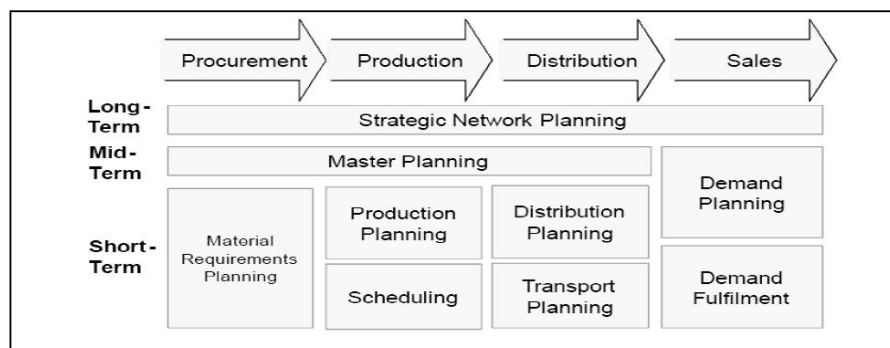 Procurement
Production
Distribution
Sales
Long-
Term
Strategic Network Planning
Mid-
Term
Master Planning
Demand
Planning
Short-
Term
Material
Requirements
Planning
Production
Planning
Distribution
Planning
Scheduling
Transport
Planning
Demand
Fulfilment